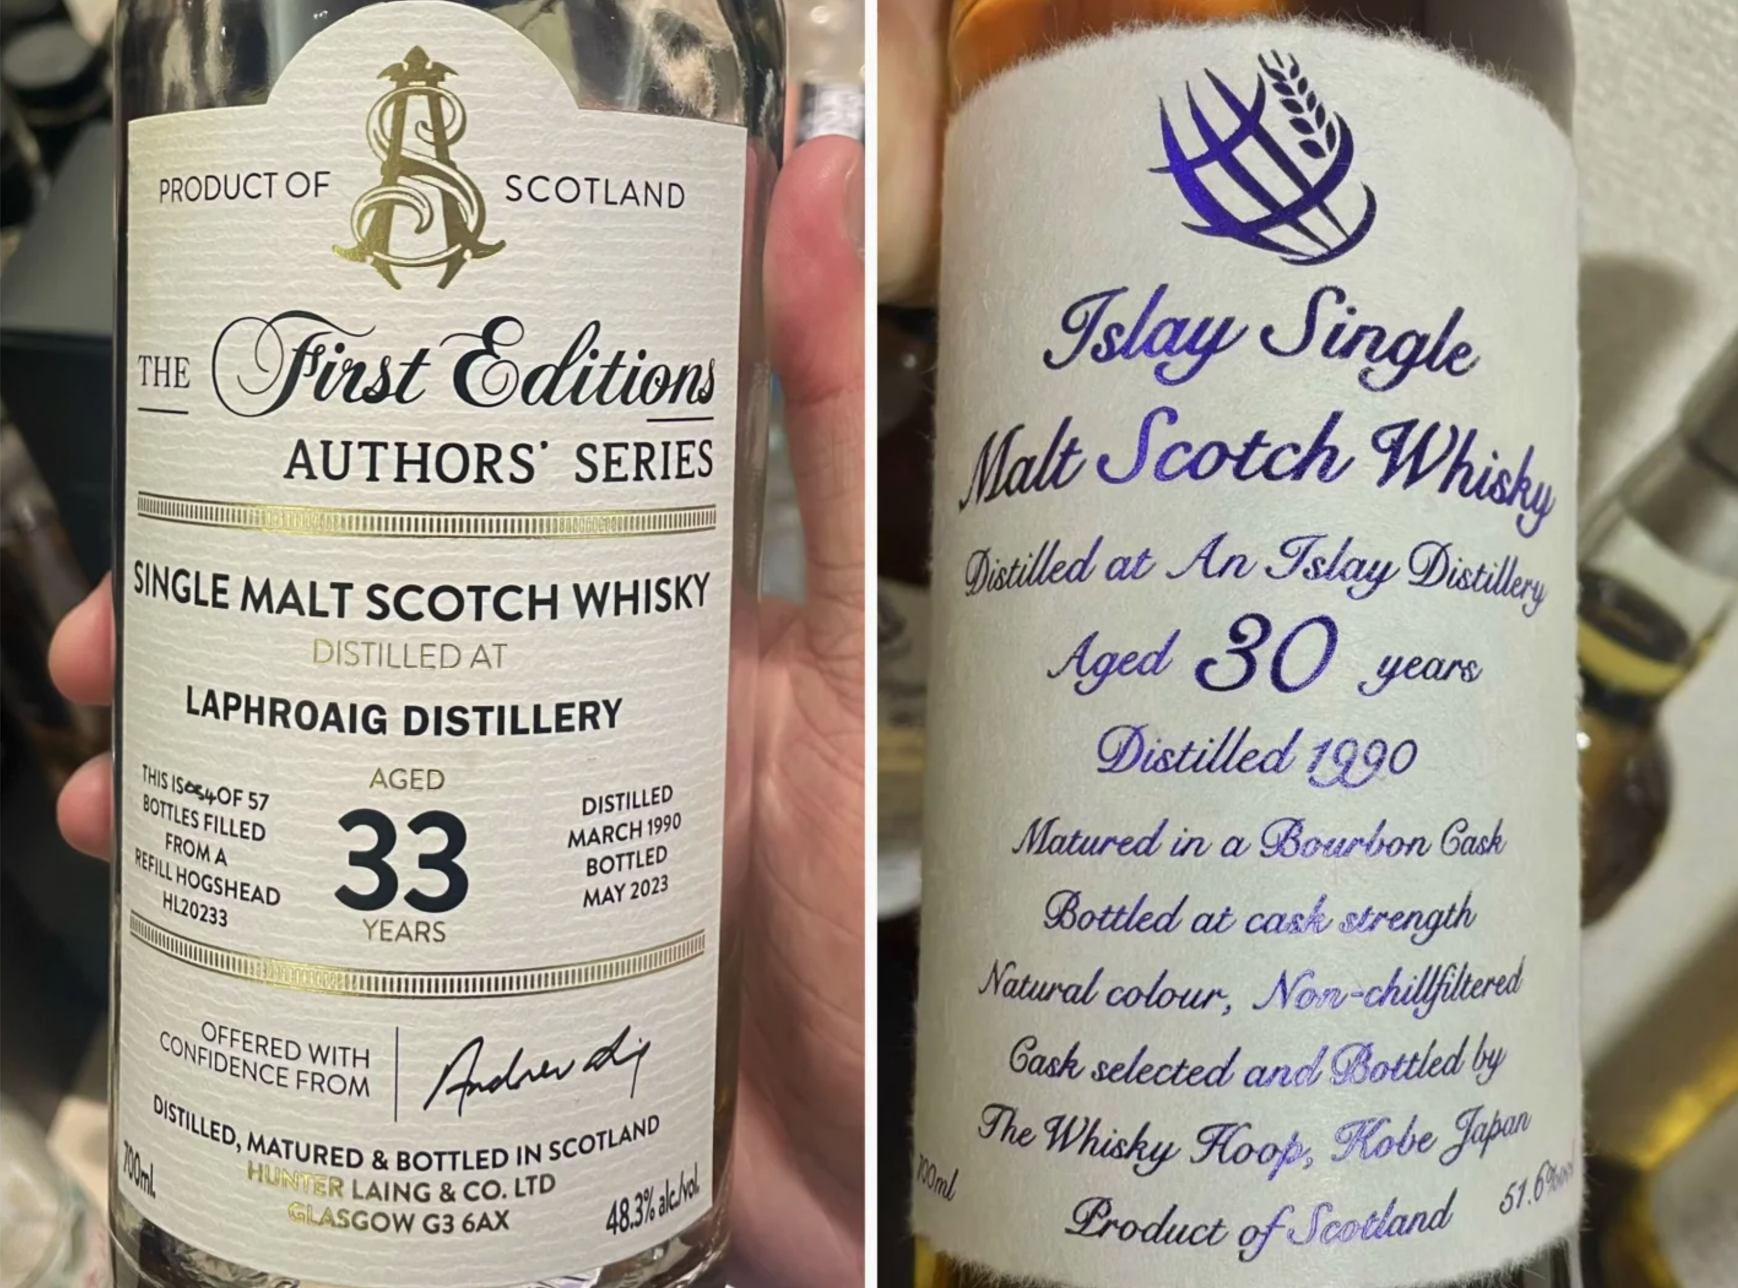 PRODUCT OF SCOTLAND
THE First Editions
AUTHORS' SERIES
SINGLE MALT SCOTCH WHISKY
DISTILLED AT
LAPHROAIG DISTILLERY
THIS IS 54 OF 57
BOTTLES FILLED
FROM A
REFILL HOGSHEAD
HL20233
AGED
33
YEARS
DISTILLED
MARCH 1990
BOTTLED
MAY 2023
OFFERED WITH
CONFIDENCE FROM
DISTILLED, MATURED & BOTTLED IN SCOTLAND
HUNTER LAING & CO. LTD
GLASGOW G3 6AX
700ml.
48.3% alc./vol.
Islay Single
Malt Scotch Whisky
Distilled at An Islay Distillery
Aged 30 years
Distilled 1990
Matured in a Bourbon Cask
Bottled at cask strength
Natural colour, Non-chillfiltered
Cask selected and Bottled by
The Whisky Hoop, Kobe Japan
700ml
51.6%
Product of Scotland